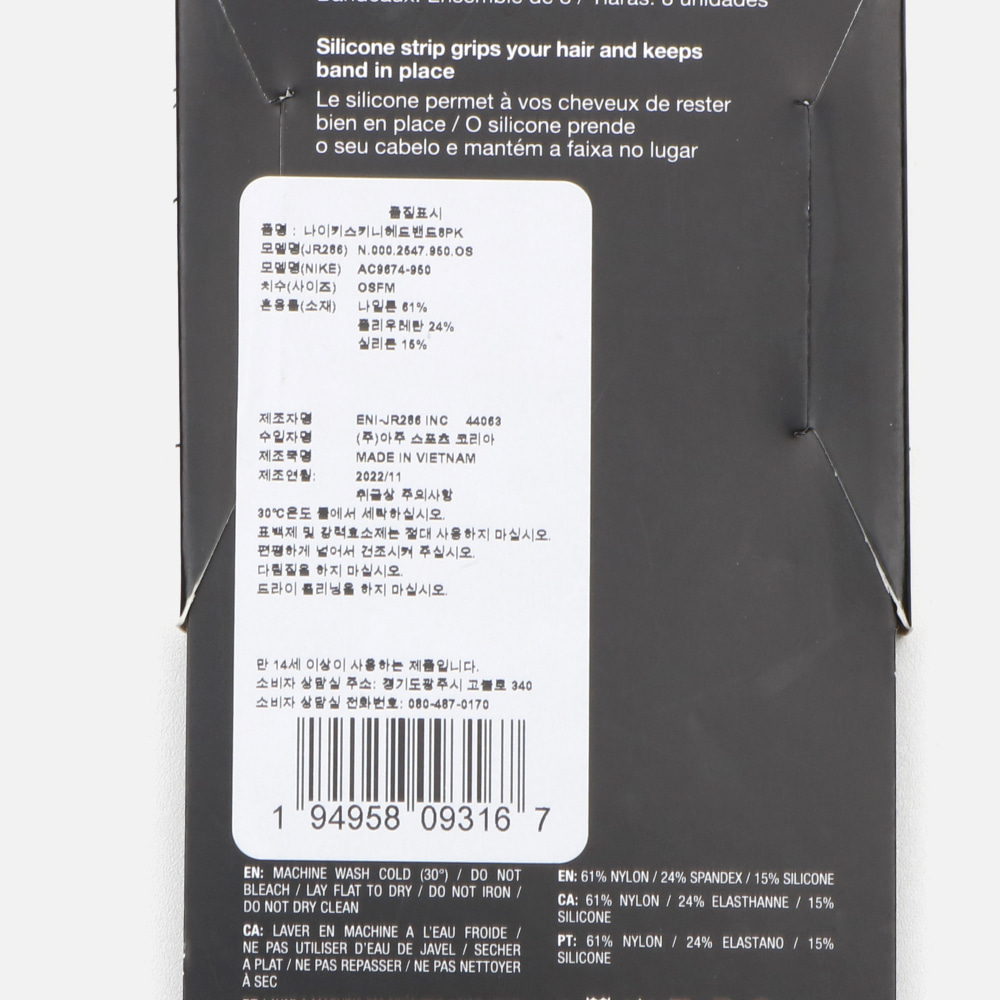 Bandeaux: Ensemble de 8 / Tiaras: 8 unidades
Silicone strip grips your hair and keeps
band in place
Le silicone permet à vos cheveux de rester
bien en place / O silicone prende
o seu cabelo e mantém a faixa no lugar
품질표시
품명 : 나이키스키니헤드밴드8PK
모델명(JR286) N.000.2547.950.OS
모델명(NIKE) AC9674-950
치수(사이즈) OSFM
혼용률(소재) 나일론 61%
폴리우레탄 24%
실리콘 15%
제조자명 ENI-JR286 INC 44063
수입자명 (주)아주 스포츠 코리아
제조국명 MADE IN VIETNAM
제조연월: 2022/11
취급상 주의사항
30℃온도 물에서 세탁하십시오.
표백제 및 강력효소제는 절대 사용하지 마십시오.
편평하게 널어서 건조시켜 주십시오.
다림질을 하지 마십시오.
드라이 클리닝을 하지 마십시오.
만 14세 이상이 사용하는 제품입니다.
소비자 상담실 주소: 경기도광주시 고불로 340
소비자 상담실 전화번호: 080-487-0170
1 94958 09316 7
EN: MACHINE WASH COLD (30°) / DO NOT
BLEACH / LAY FLAT TO DRY / DO NOT IRON /
DO NOT DRY CLEAN
CA: LAVER EN MACHINE A L'EAU FROIDE /
NE PAS UTILISER D'EAU DE JAVEL / SECHER
A PLAT / NE PAS REPASSER / NE PAS NETTOYER
À SEC
EN: 61% NYLON / 24% SPANDEX / 15% SILICONE
CA: 61% NYLON / 24% ELASTHANNE / 15%
SILICONE
PT: 61% NYLON / 24% ELASTANO / 15%
SILICONE